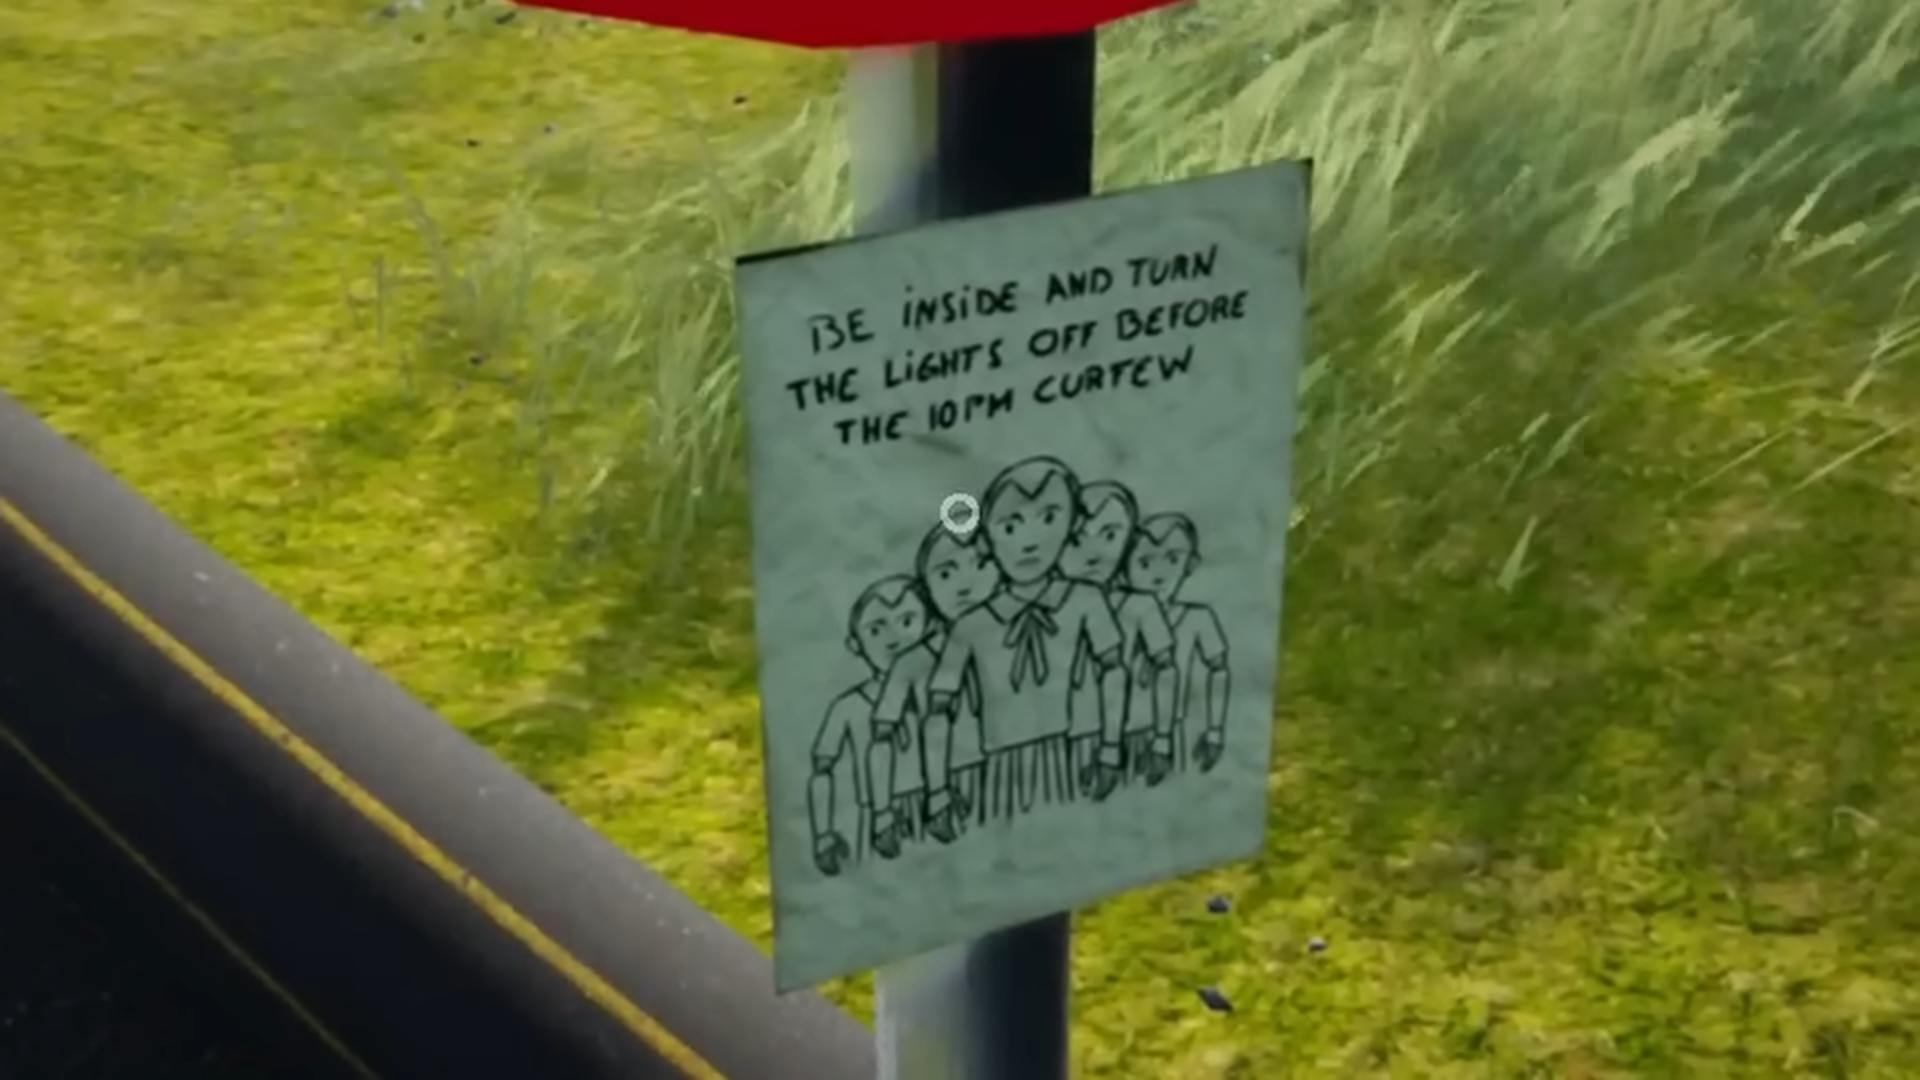 BE iNSiDE AND TURN
THE LiGHTS OFF BEFORE
THE 10PM CURFEW